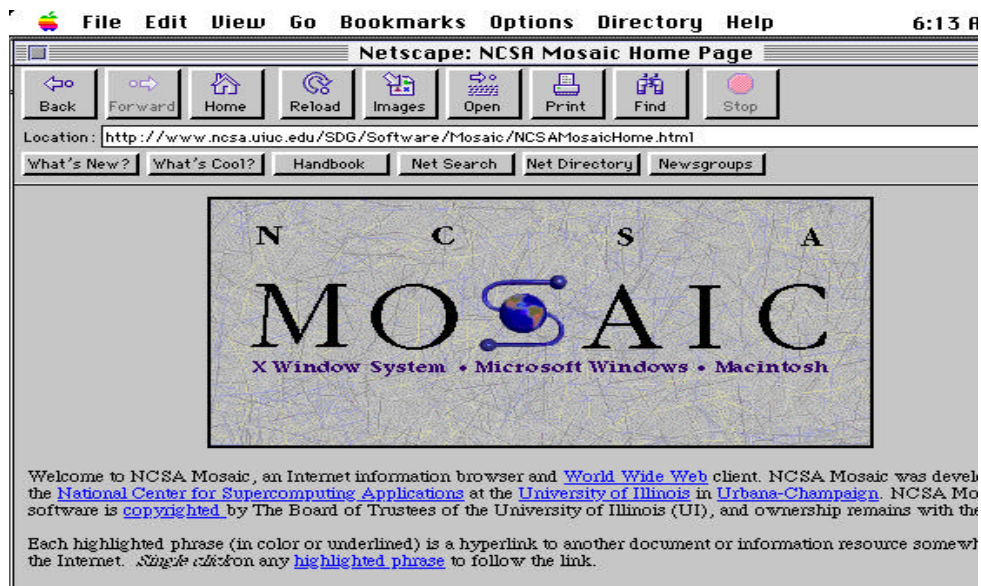 File Edit View Go Bookmarks Options Directory Help 6:13
Netscape: NCSA Mosaic Home Page
Back Forward Home Reload Images Open Print Find Stop
Location: http://www.ncsa.uiuc.edu/SDG/Software/Mosaic/NCSAMosaicHome.html
What's New? What's Cool? Handbook Net Search Net Directory Newsgroups
N C S A
MOSAIC
X Window System • Microsoft Windows • Macintosh
Welcome to NCSA Mosaic, an Internet information browser and World Wide Web client. NCSA Mosaic was devel
the National Center for Supercomputing Applications at the University of Illinois in Urbana-Champaign. NCSA Mo
software is copyrighted by The Board of Trustees of the University of Illinois (UI), and ownership remains with the
Each highlighted phrase (in color or underlined) is a hyperlink to another document or information resource somewh
the Internet. Single click on any highlighted phrase to follow the link.